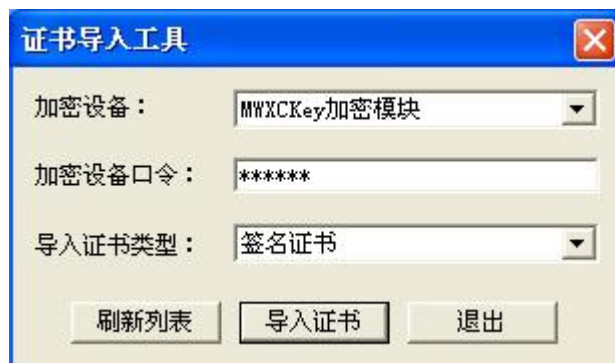 证书导入工具
加密设备： MWXCKey加密模块
加密设备口令： ******
导入证书类型： 签名证书
刷新列表 导入证书 退出